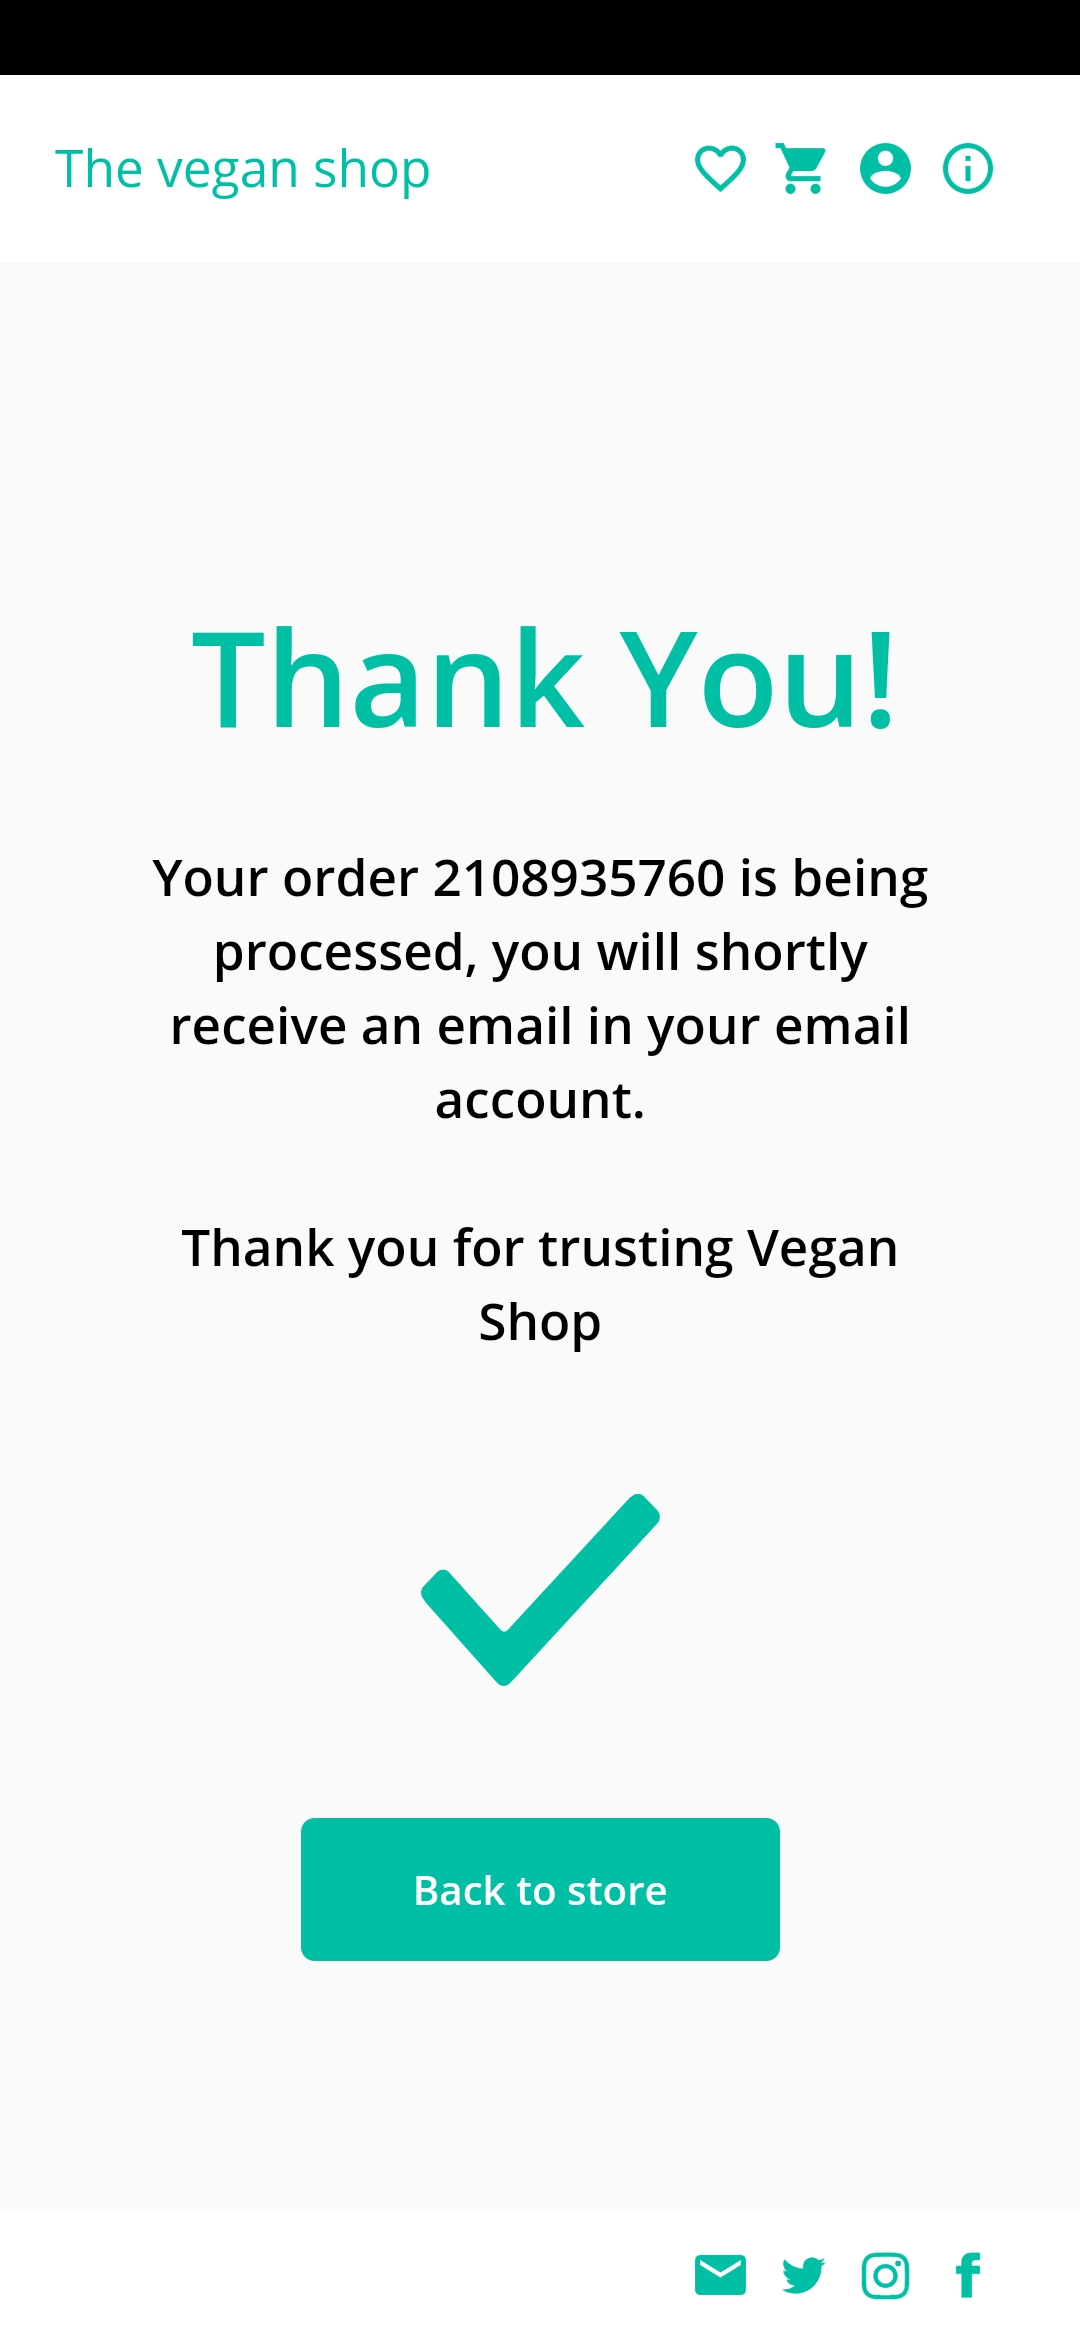 The vegan shop
Thank You!
Your order 2108935760 is being
processed, you will shortly
receive an email in your email
account.
Thank you for trusting Vegan
Shop
Back to store